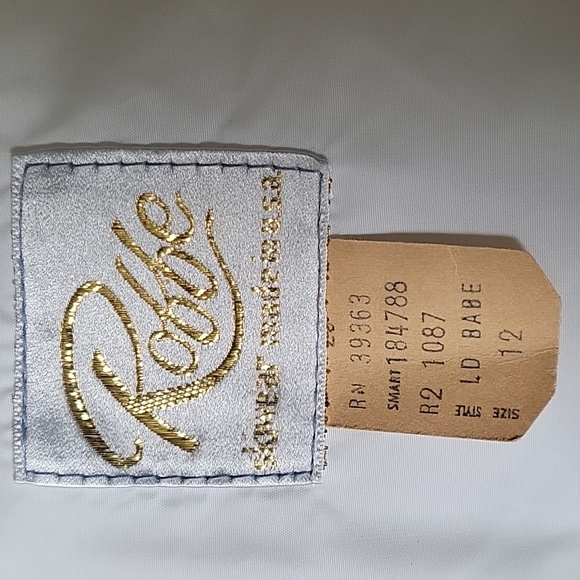 Roffe
skiwear made in u.s.a.
RN 39363
SMART 184788
R2 1087
STYLE LD BABE
SIZE 12